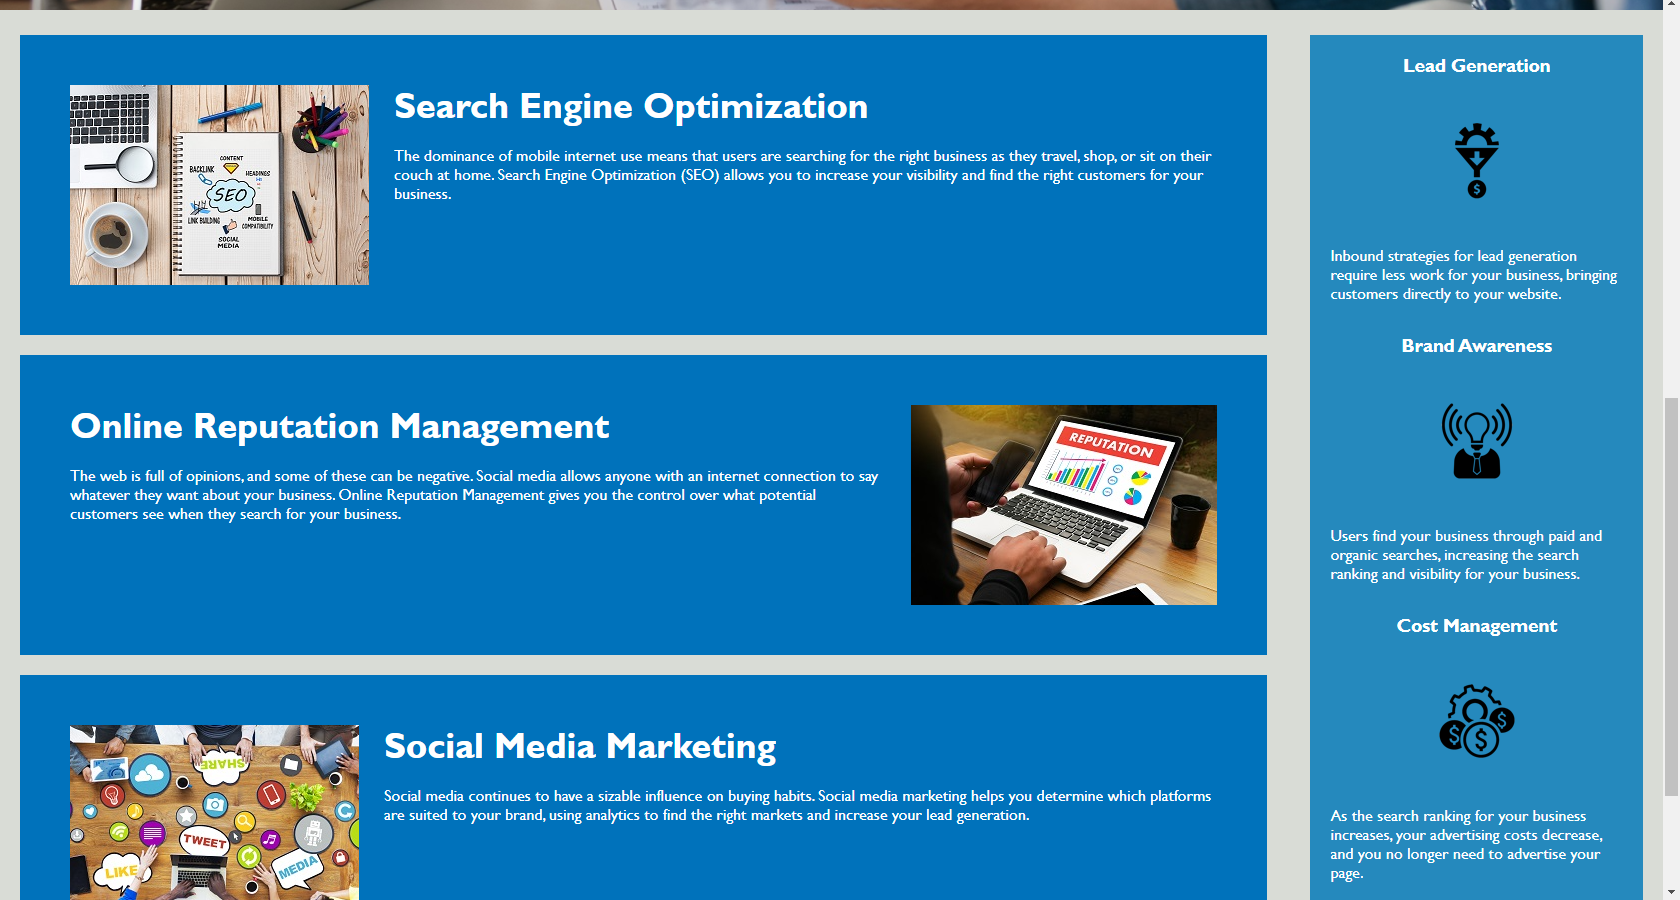 Search Engine Optimization
The dominance of mobile internet use means that users are searching for the right business as they travel, shop, or sit on their
couch at home. Search Engine Optimization (SEO) allows you to increase your visibility and find the right customers for your
business.
CONTENT
BACKLINK
HEADINGS
SEO
LINK BUILDING
MOBILE
COMPATIBILITY
SOCIAL
MEDIA
Online Reputation Management
The web is full of opinions, and some of these can be negative. Social media allows anyone with an internet connection to say
whatever they want about your business. Online Reputation Management gives you the control over what potential
customers see when they search for your business.
REPUTATION
Social Media Marketing
Social media continues to have a sizable influence on buying habits. Social media marketing helps you determine which platforms
are suited to your brand, using analytics to find the right markets and increase your lead generation.
SHARE
TWEET
LIKE
MEDIA
Lead Generation
$
Inbound strategies for lead generation
require less work for your business, bringing
customers directly to your website.
Brand Awareness
Users find your business through paid and
organic searches, increasing the search
ranking and visibility for your business.
Cost Management
$ $ $
As the search ranking for your business
increases, your advertising costs decrease,
and you no longer need to advertise your
page.